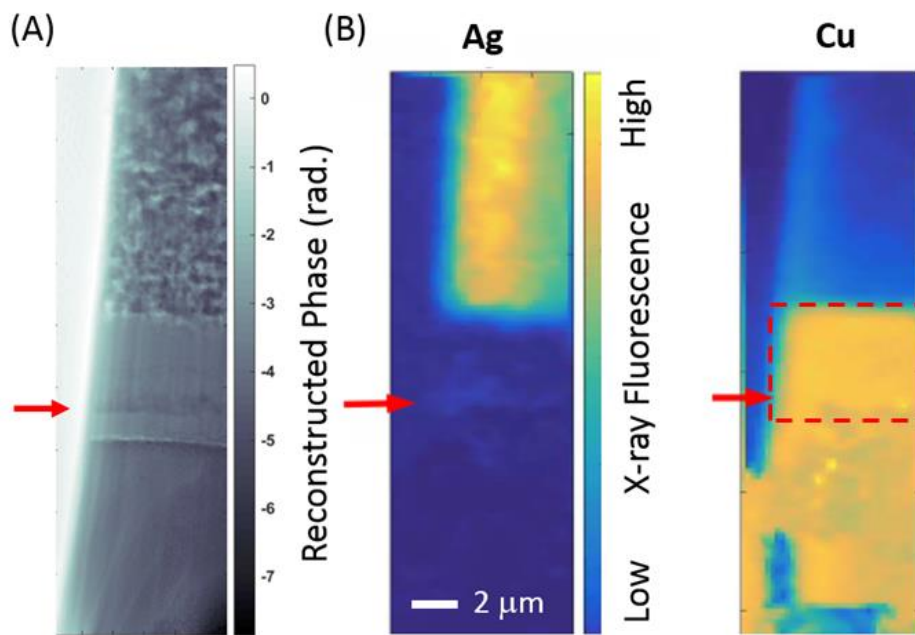 (A)
0
-1
-2
-3
-4
-5
-6
-7
Reconstructed Phase (rad.)
(B)
Ag
2 μm
Low X-ray Fluorescence High
Cu